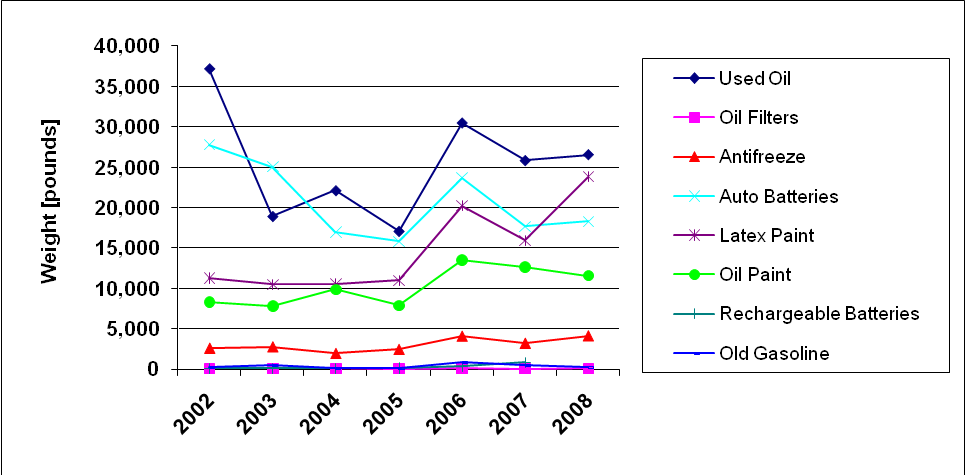 40,000
35,000
30,000
25,000
20,000
15,000
10,000
5,000
0
Weight [pounds]
2002
2003
2004
2005
2006
2007
2008
Used Oil
Oil Filters
Antifreeze
Auto Batteries
Latex Paint
Oil Paint
Rechargeable Batteries
Old Gasoline